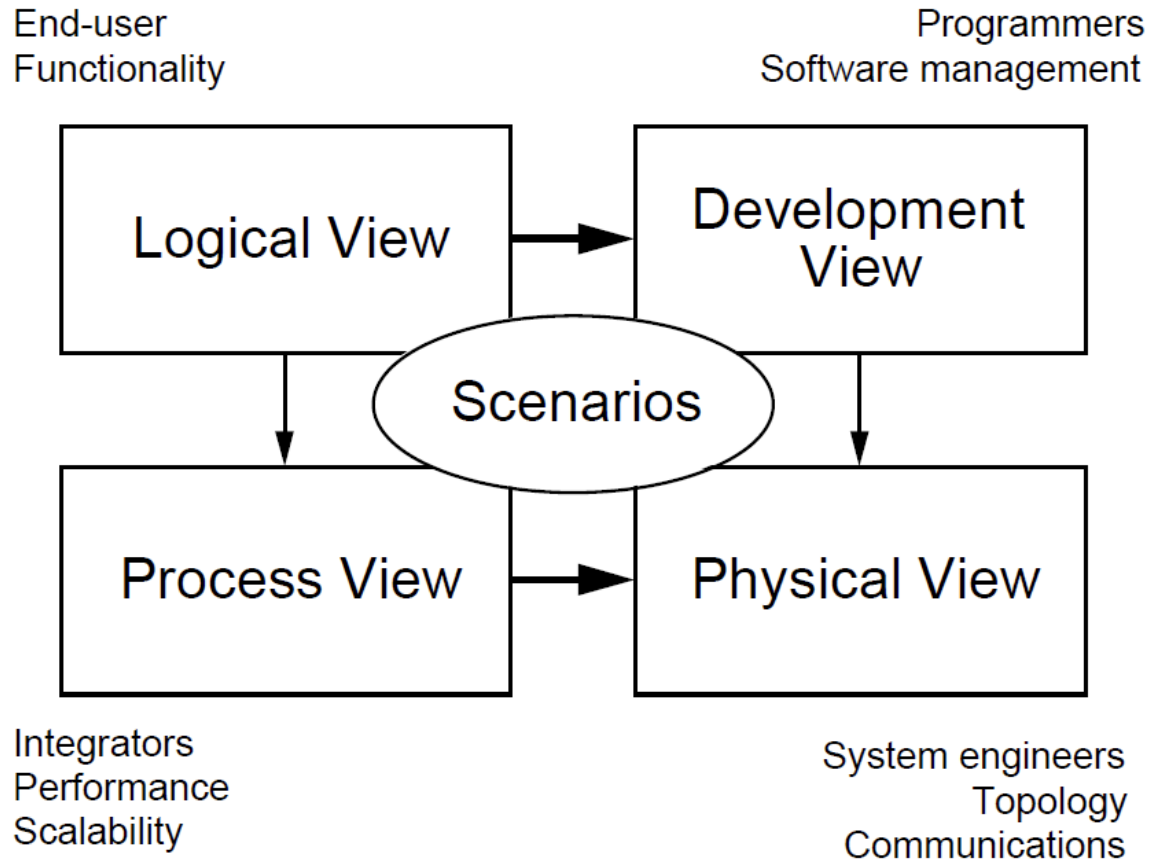 End-user
Functionality
Programmers
Software management
Logical View
Development
View
Scenarios
Process View
Physical View
Integrators
Performance
Scalability
System engineers
Topology
Communications